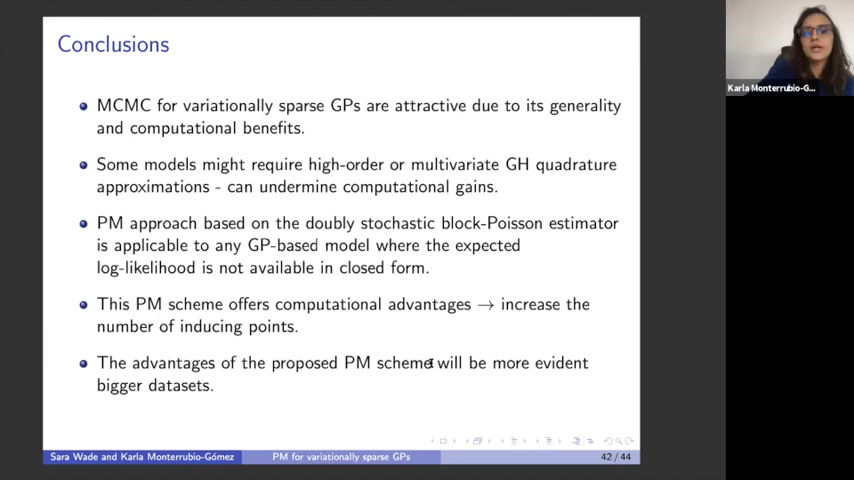 Conclusions
MCMC for variationally sparse GPs are attractive due to its generality
and computational benefits.
Some models might require high-order or multivariate GH quadrature
approximations - can undermine computational gains.
PM approach based on the doubly stochastic block-Poisson estimator
is applicable to any GP-based model where the expected
log-likelihood is not available in closed form.
This PM scheme offers computational advantages → increase the
number of inducing points.
The advantages of the proposed PM scheme will be more evident
bigger datasets.
Sara Wade and Karla Monterrubio-Gómez
PM for variationally sparse GPs
42 / 44
Karla Monterrubio-G...